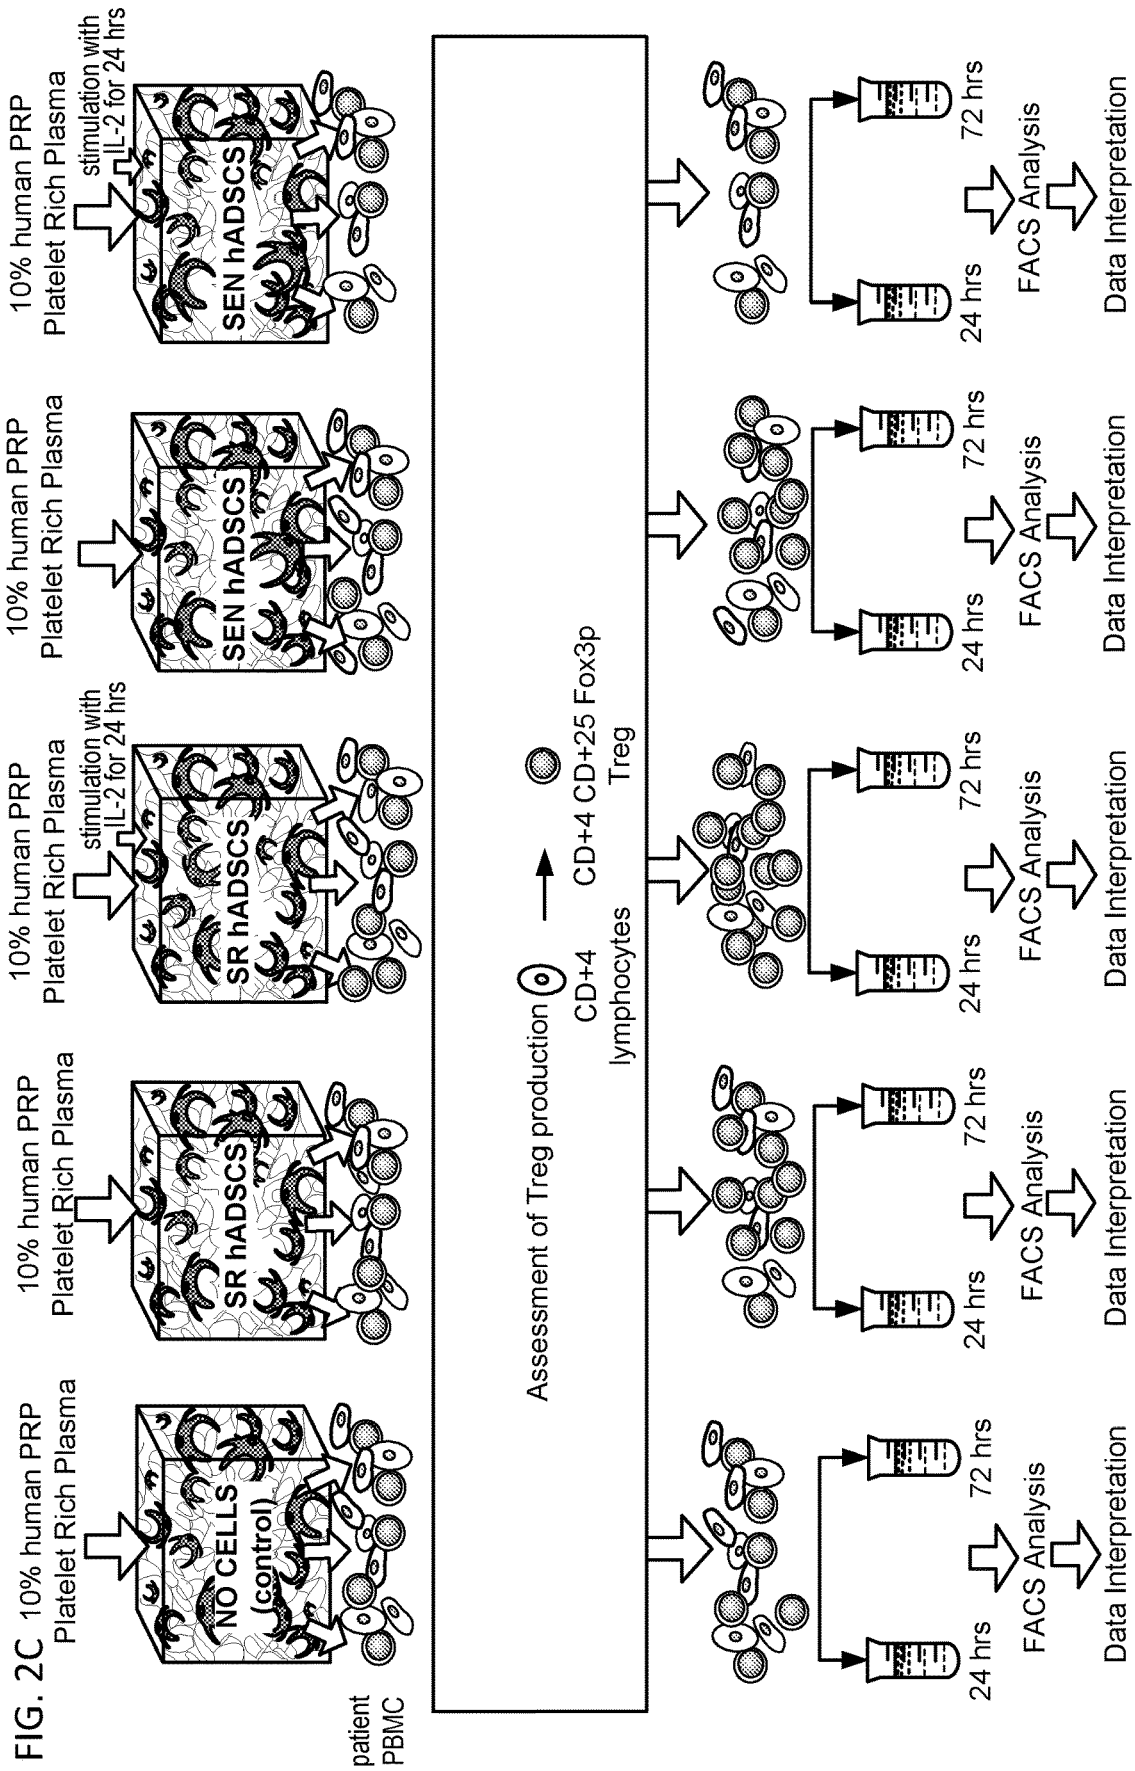 FIG. 2C
10% human PRP
Platelet Rich Plasma
10% human PRP
Platelet Rich Plasma
10% human PRP
Platelet Rich Plasma
stimulation with
IL-2 for 24 hrs
10% human PRP
Platelet Rich Plasma
10% human PRP
Platelet Rich Plasma
stimulation with
IL-2 for 24 hrs
NO CELLS
(control)
SR hADSCS
SR hADSCS
SEN hADSCS
SEN hADSCS
patient
PBMC
Assessment of Treg production
CD+4
lymphocytes
CD+4 CD+25 Fox3p
Treg
24 hrs
72 hrs
24 hrs
72 hrs
24 hrs
72 hrs
24 hrs
72 hrs
24 hrs
72 hrs
FACS Analysis
FACS Analysis
FACS Analysis
FACS Analysis
FACS Analysis
Data Interpretation
Data Interpretation
Data Interpretation
Data Interpretation
Data Interpretation